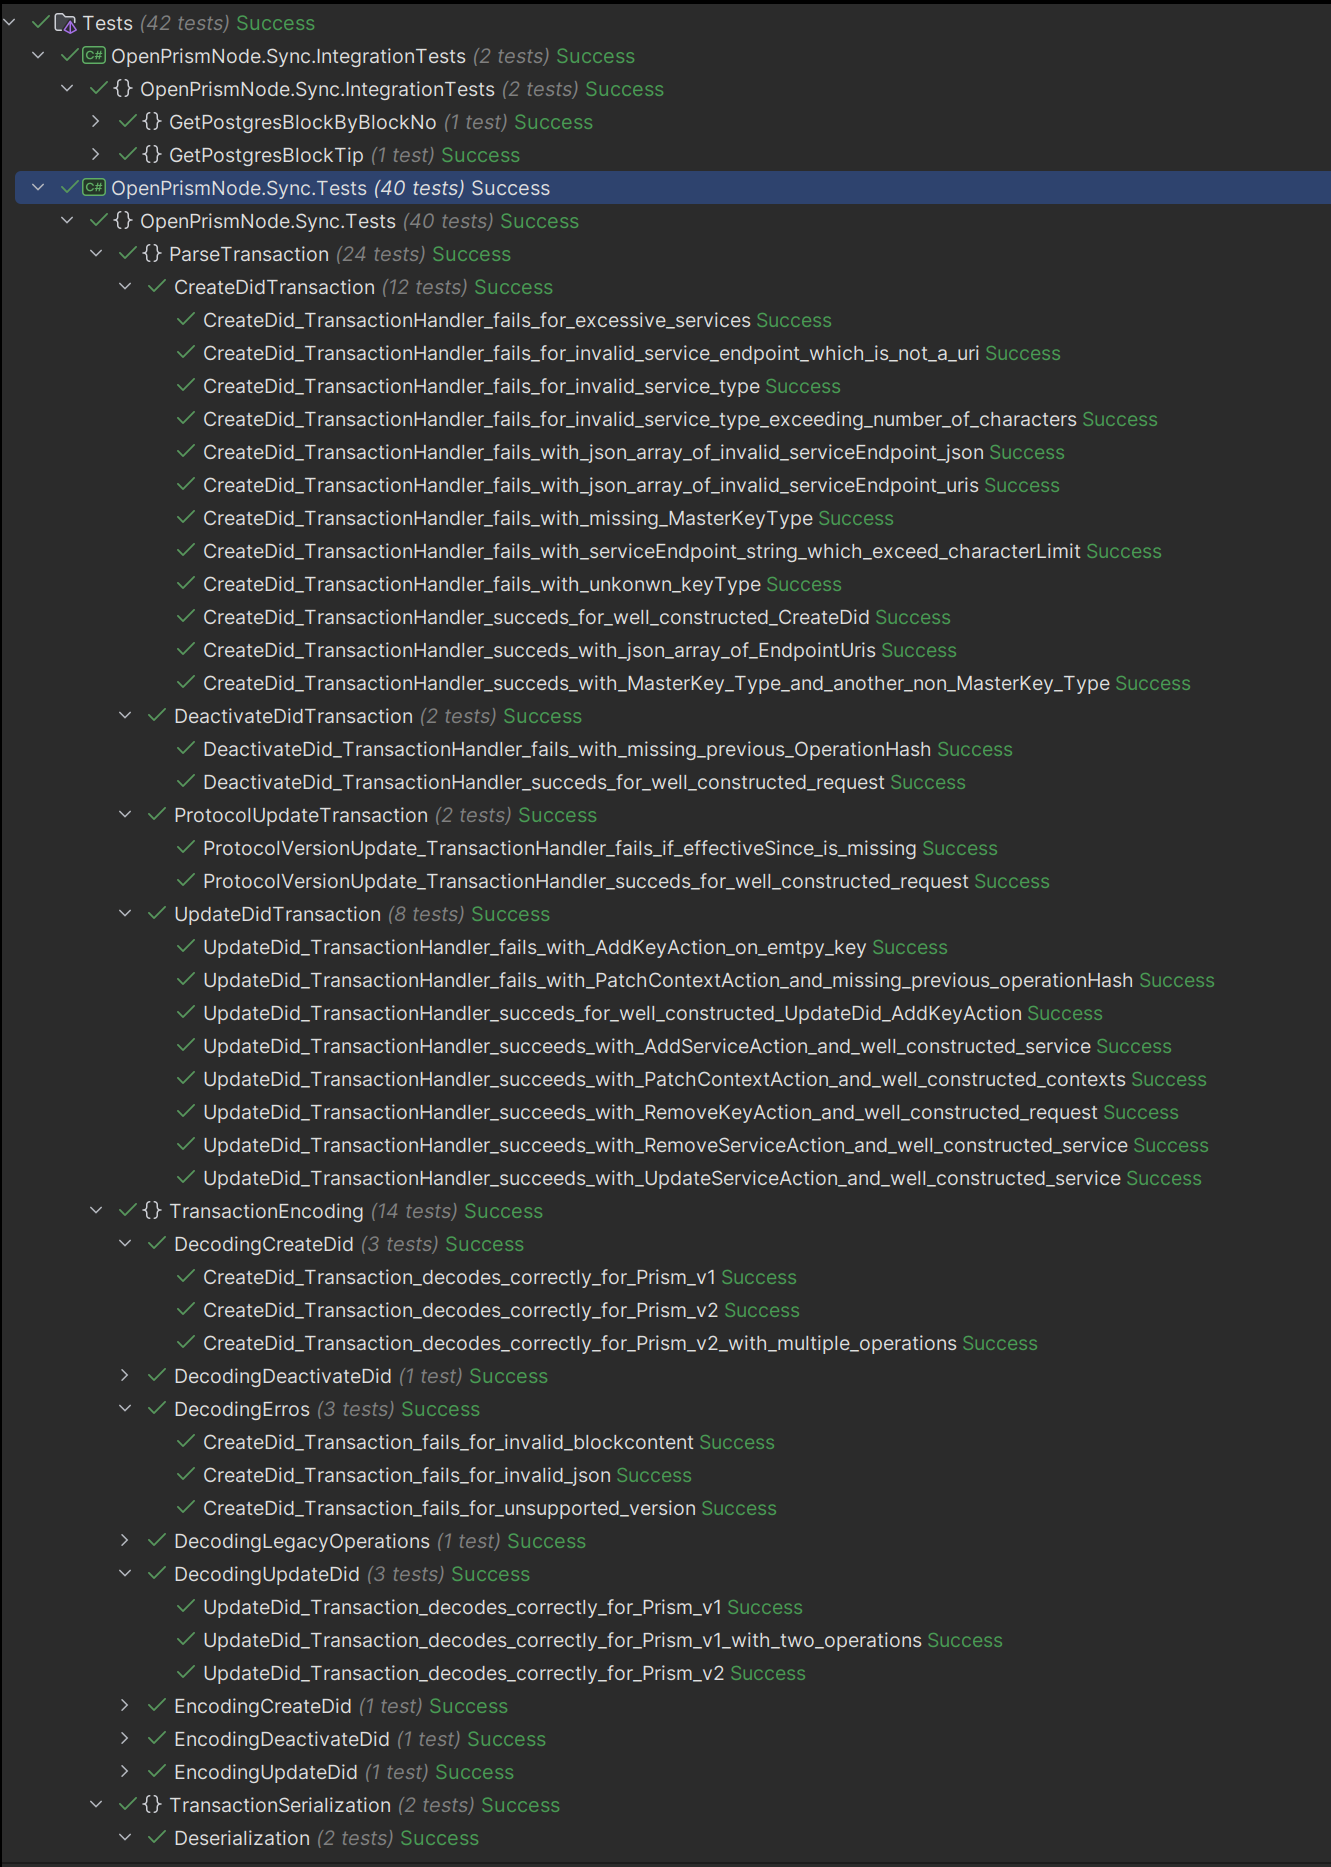 Tests (42 tests) Success
C# OpenPrismNode.Sync.IntegrationTests (2 tests) Success
{} OpenPrismNode.Sync.IntegrationTests (2 tests) Success
{} GetPostgresBlockByBlockNo (1 test) Success
{} GetPostgresBlockTip (1 test) Success
C# OpenPrismNode.Sync.Tests (40 tests) Success
{} OpenPrismNode.Sync.Tests (40 tests) Success
{} ParseTransaction (24 tests) Success
CreateDidTransaction (12 tests) Success
CreateDid_TransactionHandler_fails_for_excessive_services Success
CreateDid_TransactionHandler_fails_for_invalid_service_endpoint_which_is_not_a_uri Success
CreateDid_TransactionHandler_fails_for_invalid_service_type Success
CreateDid_TransactionHandler_fails_for_invalid_service_type_exceeding_number_of_characters Success
CreateDid_TransactionHandler_fails_with_json_array_of_invalid_serviceEndpoint_json Success
CreateDid_TransactionHandler_fails_with_json_array_of_invalid_serviceEndpoint_uris Success
CreateDid_TransactionHandler_fails_with_missing_MasterKeyType Success
CreateDid_TransactionHandler_fails_with_serviceEndpoint_string_which_exceed_characterLimit Success
CreateDid_TransactionHandler_fails_with_unkonwn_keyType Success
CreateDid_TransactionHandler_succeds_for_well_constructed_CreateDid Success
CreateDid_TransactionHandler_succeds_with_json_array_of_EndpointUris Success
CreateDid_TransactionHandler_succeds_with_MasterKey_Type_and_another_non_MasterKey_Type Success
DeactivateDidTransaction (2 tests) Success
DeactivateDid_TransactionHandler_fails_with_missing_previous_OperationHash Success
DeactivateDid_TransactionHandler_succeds_for_well_constructed_request Success
ProtocolUpdateTransaction (2 tests) Success
ProtocolVersionUpdate_TransactionHandler_fails_if_effectiveSince_is_missing Success
ProtocolVersionUpdate_TransactionHandler_succeds_for_well_constructed_request Success
UpdateDidTransaction (8 tests) Success
UpdateDid_TransactionHandler_fails_with_AddKeyAction_on_emtpy_key Success
UpdateDid_TransactionHandler_fails_with_PatchContextAction_and_missing_previous_operationHash Success
UpdateDid_TransactionHandler_succeds_for_well_constructed_UpdateDid_AddKeyAction Success
UpdateDid_TransactionHandler_succeeds_with_AddServiceAction_and_well_constructed_service Success
UpdateDid_TransactionHandler_succeeds_with_PatchContextAction_and_well_constructed_contexts Success
UpdateDid_TransactionHandler_succeeds_with_RemoveKeyAction_and_well_constructed_request Success
UpdateDid_TransactionHandler_succeeds_with_RemoveServiceAction_and_well_constructed_service Success
UpdateDid_TransactionHandler_succeeds_with_UpdateServiceAction_and_well_constructed_service Success
{} TransactionEncoding (14 tests) Success
DecodingCreateDid (3 tests) Success
CreateDid_Transaction_decodes_correctly_for_Prism_v1 Success
CreateDid_Transaction_decodes_correctly_for_Prism_v2 Success
CreateDid_Transaction_decodes_correctly_for_Prism_v2_with_multiple_operations Success
DecodingDeactivateDid (1 test) Success
DecodingErros (3 tests) Success
CreateDid_Transaction_fails_for_invalid_blockcontent Success
CreateDid_Transaction_fails_for_invalid_json Success
CreateDid_Transaction_fails_for_unsupported_version Success
DecodingLegacyOperations (1 test) Success
DecodingUpdateDid (3 tests) Success
UpdateDid_Transaction_decodes_correctly_for_Prism_v1 Success
UpdateDid_Transaction_decodes_correctly_for_Prism_v1_with_two_operations Success
UpdateDid_Transaction_decodes_correctly_for_Prism_v2 Success
EncodingCreateDid (1 test) Success
EncodingDeactivateDid (1 test) Success
EncodingUpdateDid (1 test) Success
{} TransactionSerialization (2 tests) Success
Deserialization (2 tests) Success